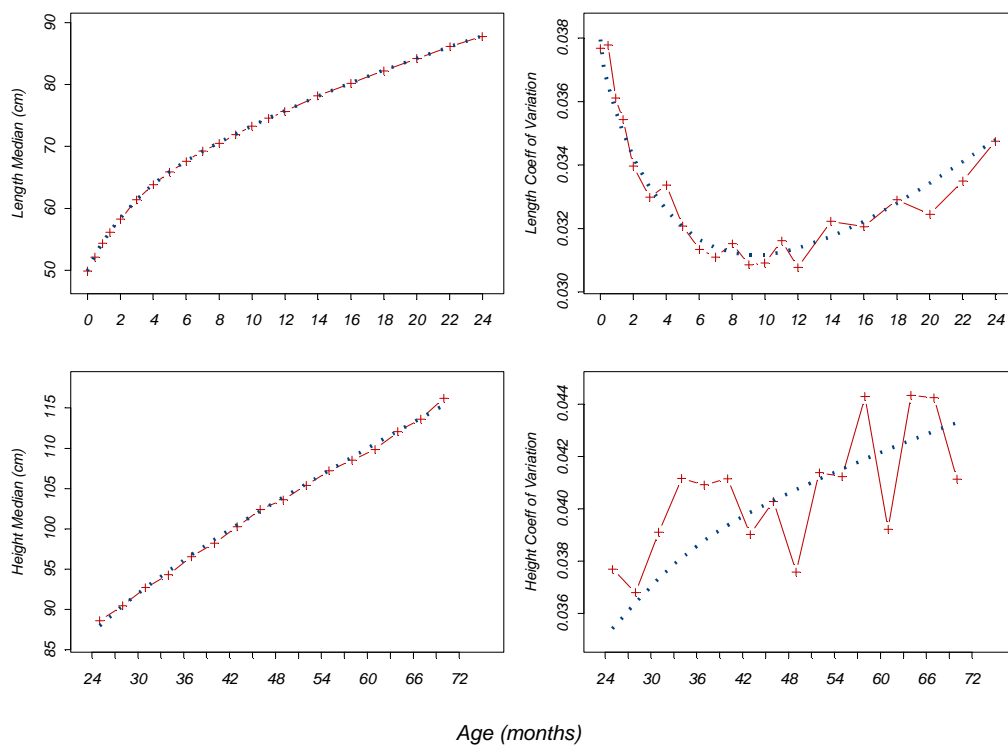 Length Median (cm)
50 60 70 80 90
0 2 4 6 8 10 12 14 16 18 20 22 24
Length Coeff of Variation
0.030 0.032 0.034 0.036 0.038
0 2 4 6 8 10 12 14 16 18 20 22 24
Height Median (cm)
85 90 95 100 105 110 115
24 30 36 42 48 54 60 66 72
Height Coeff of Variation
0.036 0.038 0.040 0.042 0.044
24 30 36 42 48 54 60 66 72
Age (months)